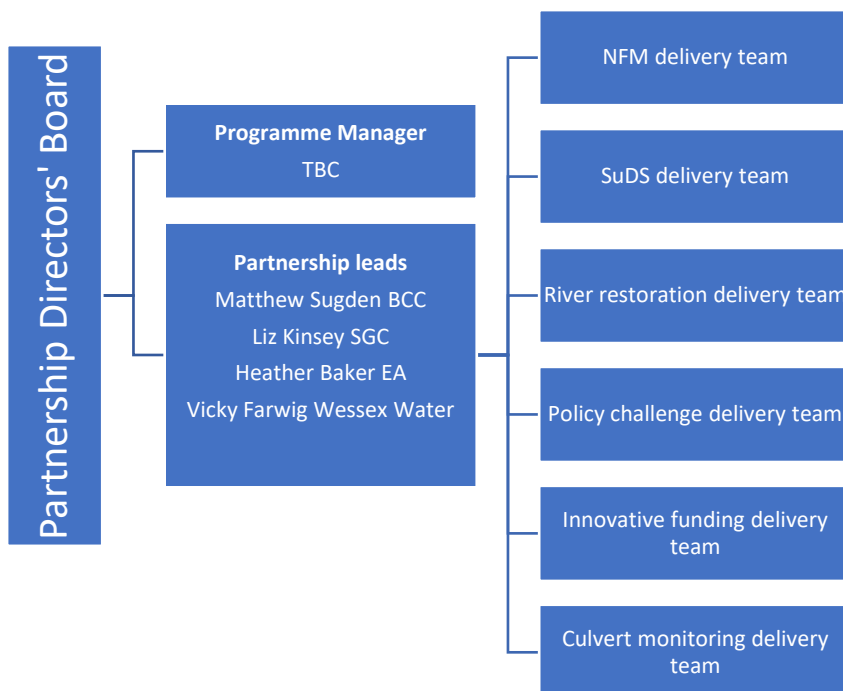 Partnership Directors' Board
Programme Manager
TBC
Partnership leads
Matthew Sugden BCC
Liz Kinsey SGC
Heather Baker EA
Vicky Farwig Wessex Water
NFM delivery team
SuDS delivery team
River restoration delivery team
Policy challenge delivery team
Innovative funding delivery
team
Culvert monitoring delivery
team